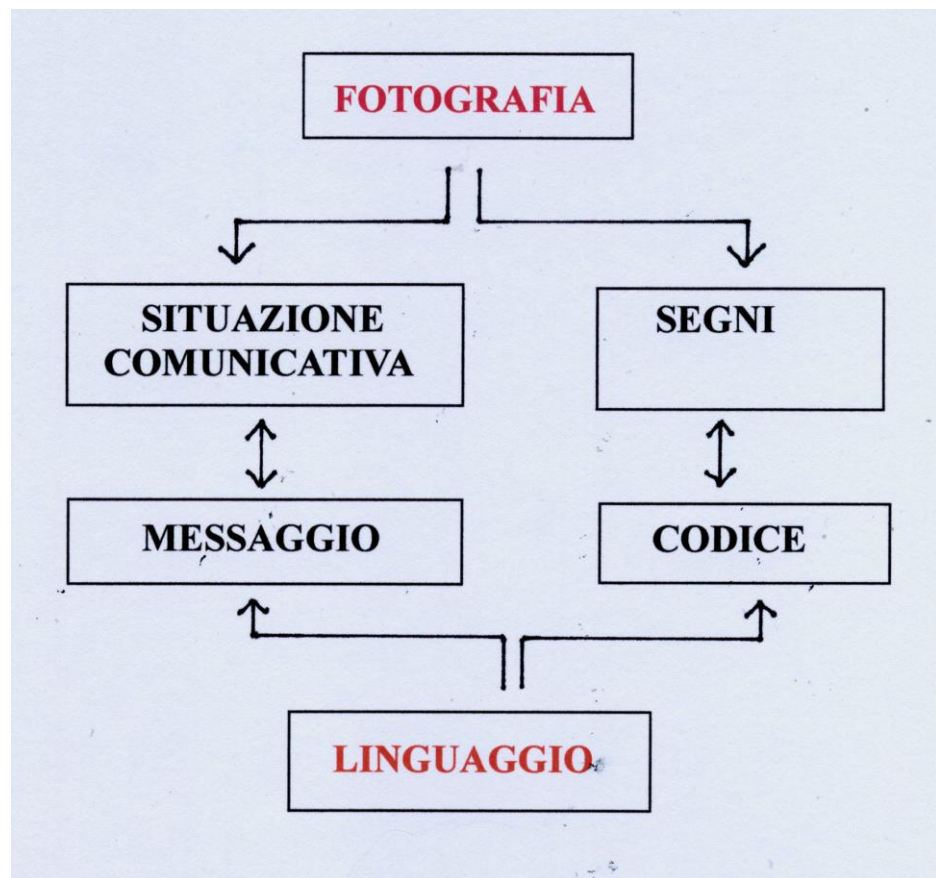 FOTOGRAFIA
SITUAZIONE
COMUNICATIVA
SEGNI
MESSAGGIO
CODICE
LINGUAGGIO